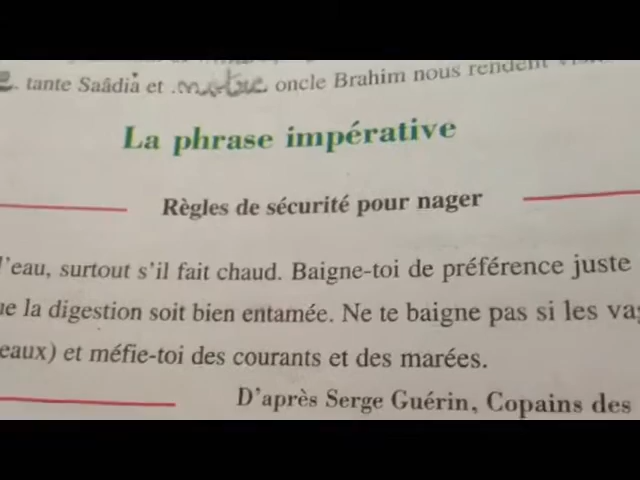 tante Saâdia et notre oncle Brahim nous rendent
La phrase impérative
Règles de sécurité pour nager
l'eau, surtout s'il fait chaud. Baigne-toi de préférence juste
la digestion soit bien entamée. Ne te baigne pas si les
eaux) et méfie-toi des courants et des marées.
D'après Serge Guérin, Copains des